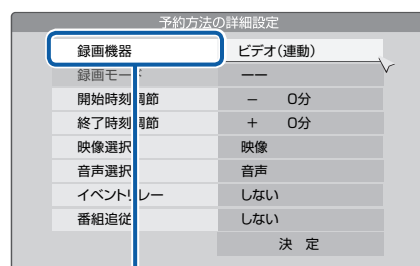 予約方法の詳細設定
録画機器 ビデオ（連動）
録画モード ーー
開始時刻調節 － 0分
終了時刻調節 ＋ 0分
映像選択 映像
音声選択 音声
イベントリレー しない
番組追従 しない
決 定